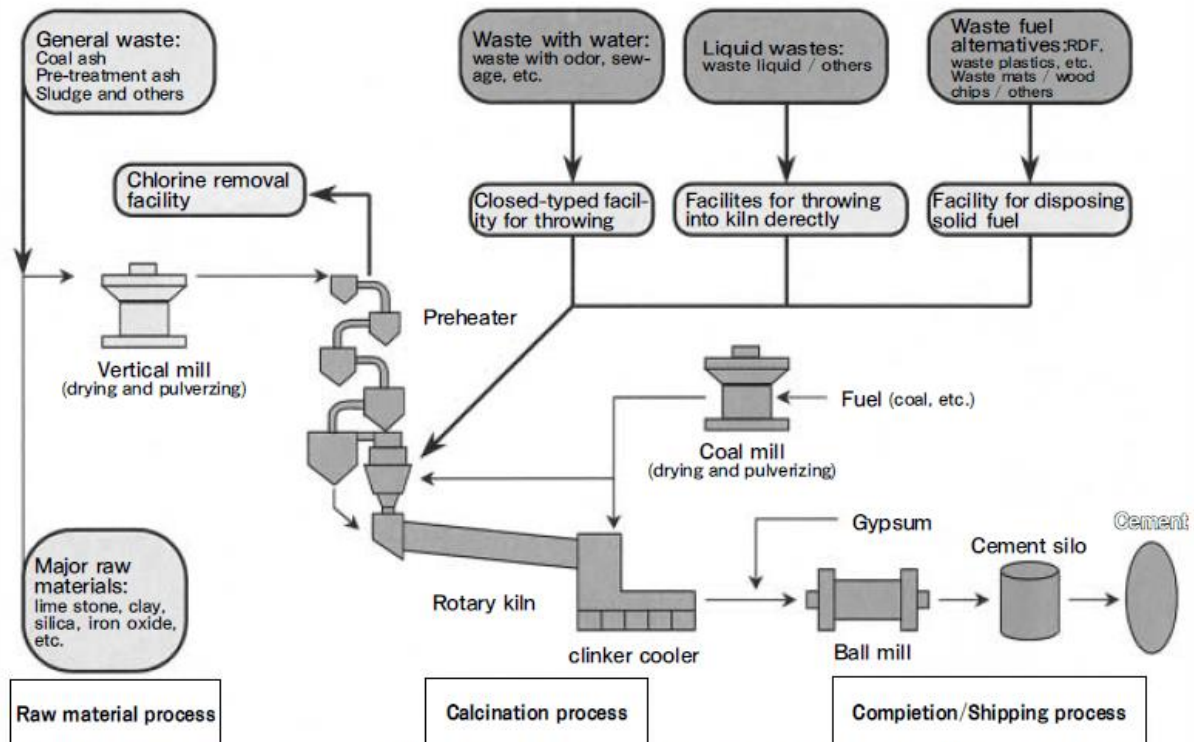 General waste:
Coal ash
Pre-treatment ash
Sludge and others
Waste with water:
waste with odor, sew-
age, etc.
Liquid wastes:
waste liquid / others
Waste fuel
alternatives:RDF,
waste plastics, etc.
Waste mats / wood
chips / others
Chlorine removal
facility
Closed-typed facil-
ity for throwing
Facilites for throwing
into kiln derectly
Facility for disposing
solid fuel
Preheater
Vertical mill
(drying and pulverzing)
Fuel (coal, etc.)
Coal mill
(drying and pulverizing)
Gypsum
Cement
Cement silo
Major raw
materials:
lime stone, clay,
silica, iron oxide,
etc.
Rotary kiln
clinker cooler
Ball mill
Raw material process
Calcination process
Compietion/Shipping process